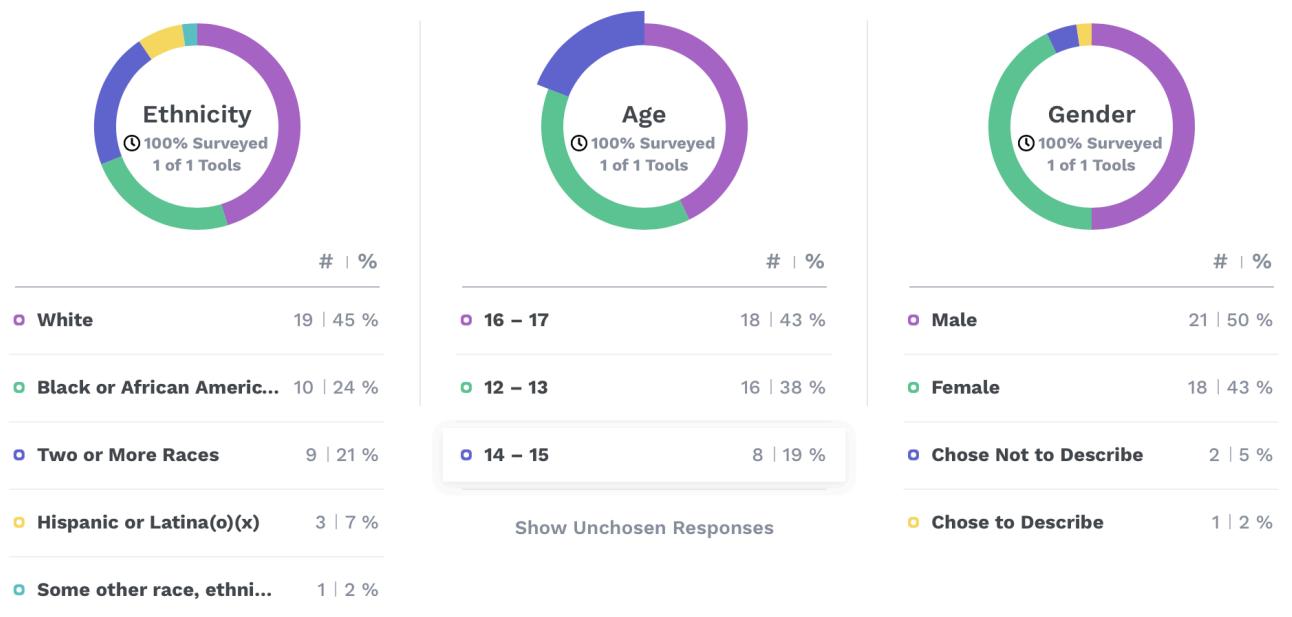 Ethnicity
100% Surveyed
1 of 1 Tools
# | %
White 19 | 45 %
Black or African Americ... 10 | 24 %
Two or More Races 9 | 21 %
Hispanic or Latina(o)(x) 3 | 7 %
Some other race, ethni... 1 | 2 %
Age
100% Surveyed
1 of 1 Tools
# | %
16 – 17 18 | 43 %
12 – 13 16 | 38 %
14 – 15 8 | 19 %
Show Unchosen Responses
Gender
100% Surveyed
1 of 1 Tools
# | %
Male 21 | 50 %
Female 18 | 43 %
Chose Not to Describe 2 | 5 %
Chose to Describe 1 | 2 %